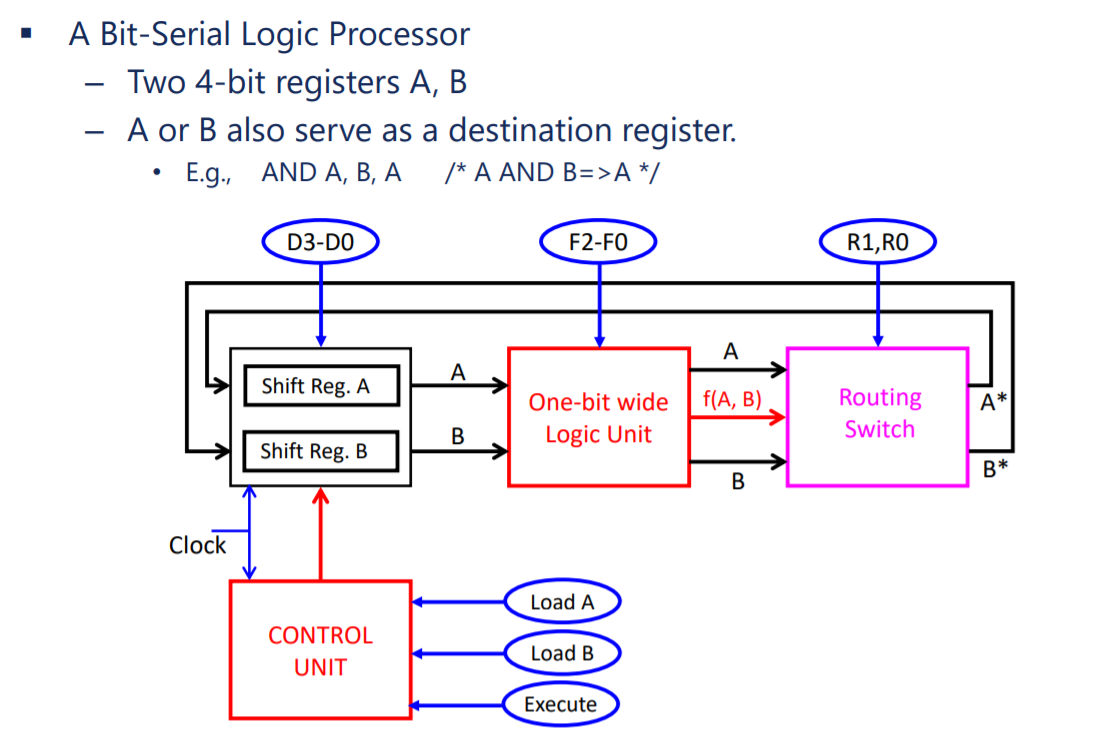 ▪ A Bit-Serial Logic Processor
– Two 4-bit registers A, B
– A or B also serve as a destination register.
• E.g., AND A, B, A /* A AND B=>A */
D3-D0
F2-F0
R1,R0
Shift Reg. A
Shift Reg. B
A
B
One-bit wide
Logic Unit
A
f(A, B)
B
Routing
Switch
A*
B*
Clock
CONTROL
UNIT
Load A
Load B
Execute